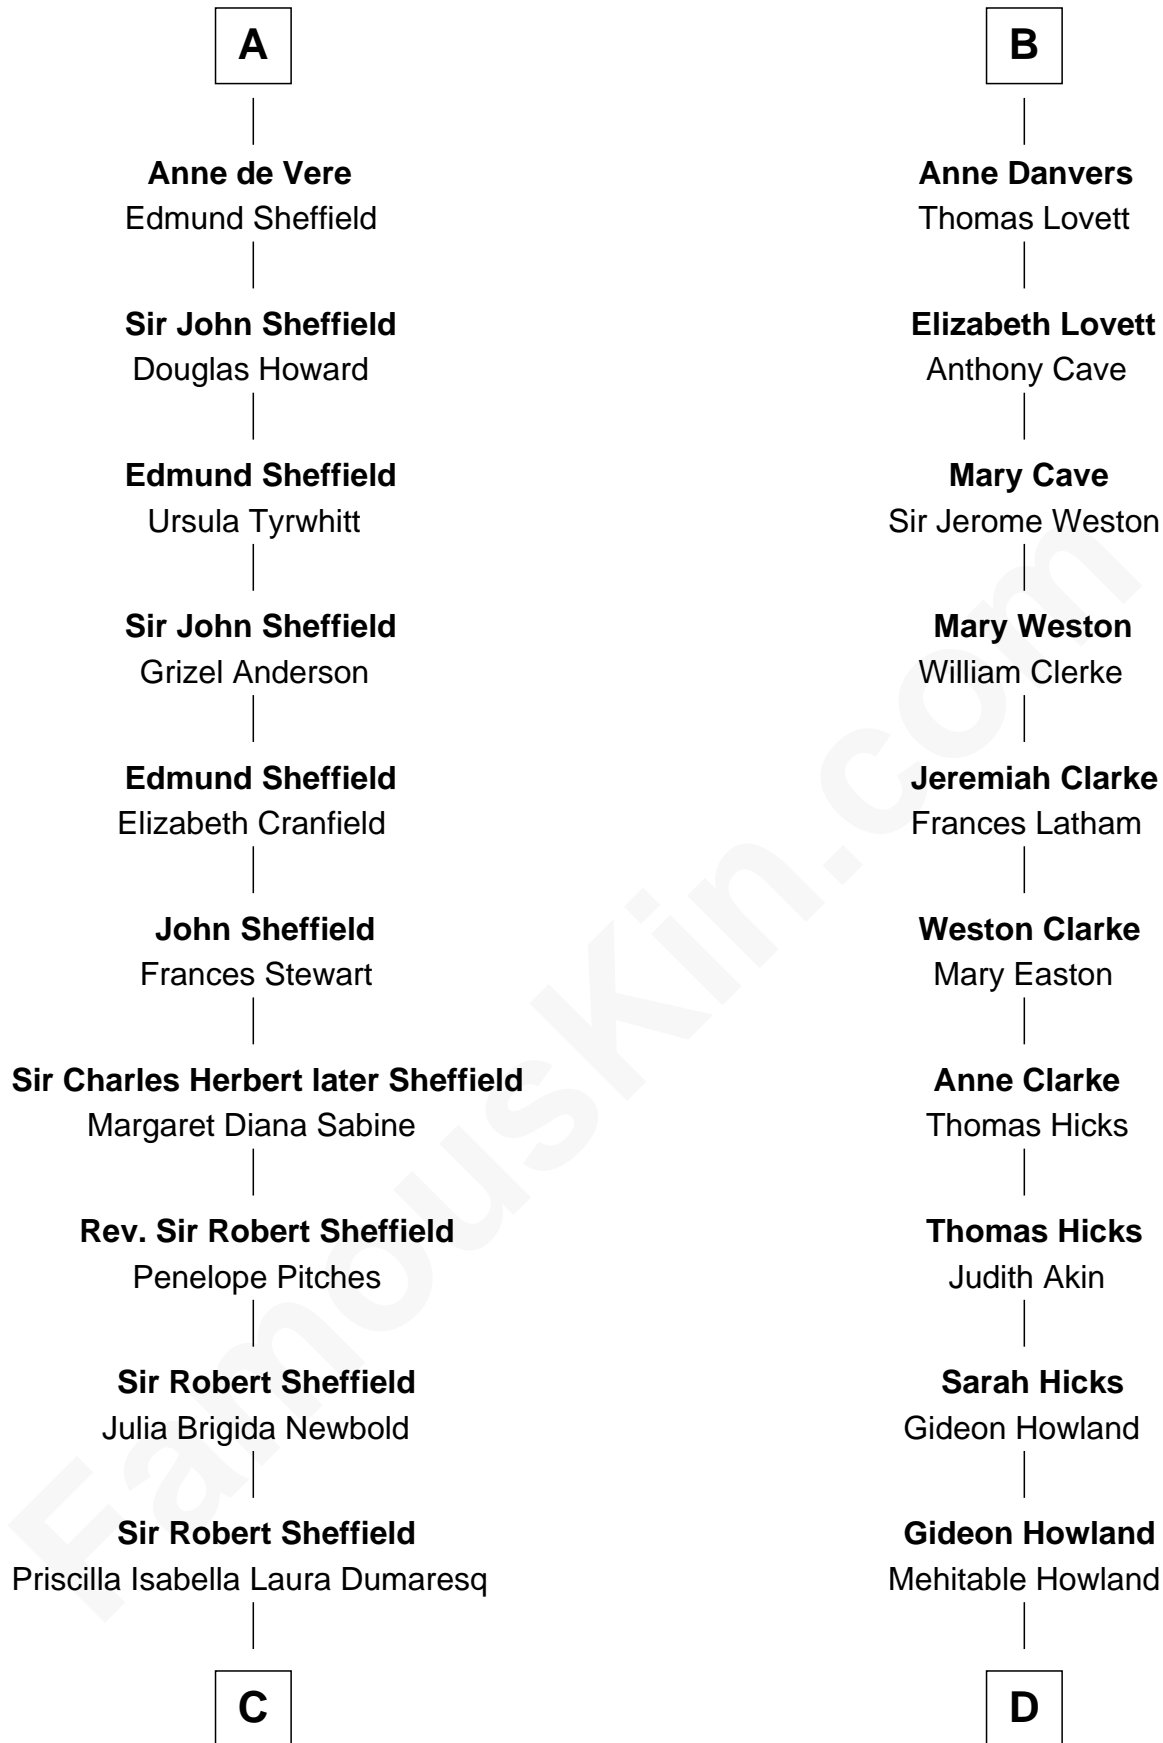 A
Anne de Vere
Edmund Sheffield
Sir John Sheffield
Douglas Howard
Edmund Sheffield
Ursula Tyrwhitt
Sir John Sheffield
Grizel Anderson
Edmund Sheffield
Elizabeth Cranfield
John Sheffield
Frances Stewart
Sir Charles Herbert later Sheffield
Margaret Diana Sabine
Rev. Sir Robert Sheffield
Penelope Pitches
Sir Robert Sheffield
Julia Brigida Newbold
Sir Robert Sheffield
Priscilla Isabella Laura Dumaresq
C
B
Anne Danvers
Thomas Lovett
Elizabeth Lovett
Anthony Cave
Mary Cave
Sir Jerome Weston
Mary Weston
William Clerke
Jeremiah Clarke
Frances Latham
Weston Clarke
Mary Easton
Anne Clarke
Thomas Hicks
Thomas Hicks
Judith Akin
Sarah Hicks
Gideon Howland
Gideon Howland
Mehitable Howland
D
FamousKin.com